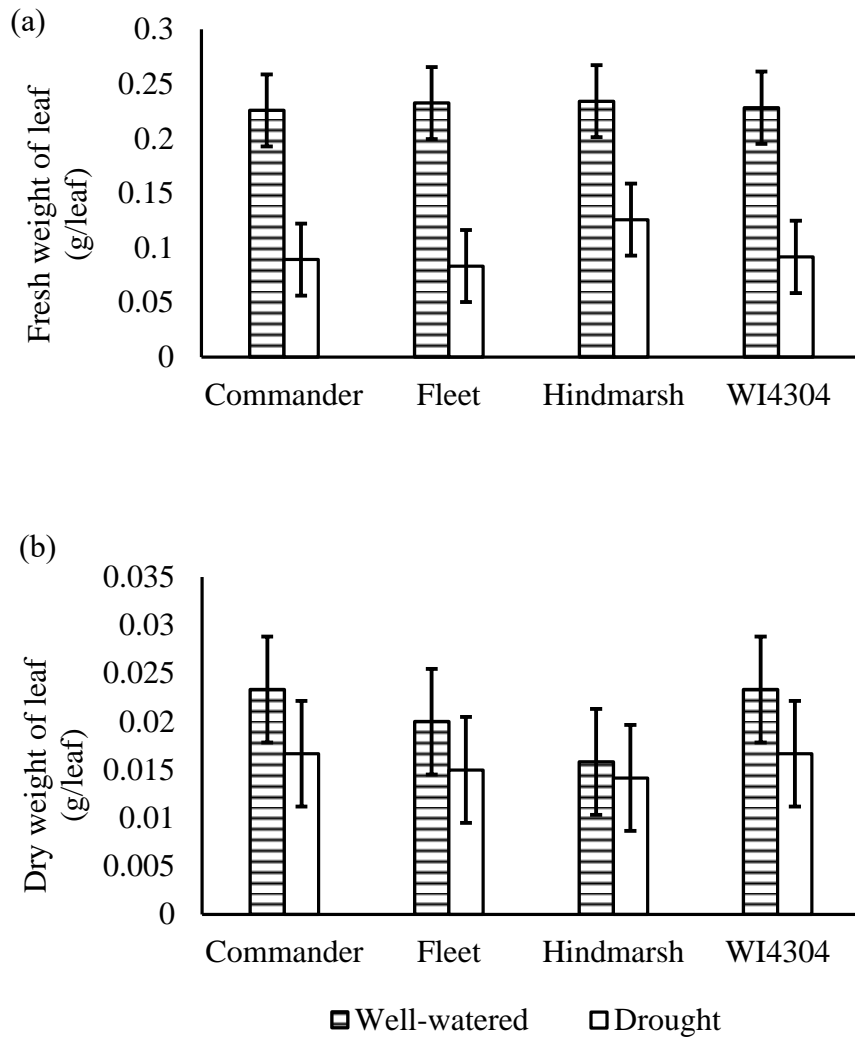 (a)
Fresh weight of leaf
(g/leaf)
0.3
0.25
0.2
0.15
0.1
0.05
0
Commander Fleet Hindmarsh WI4304
(b)
Dry weight of leaf
(g/leaf)
0.035
0.03
0.025
0.02
0.015
0.01
0.005
0
Commander Fleet Hindmarsh WI4304
Well-watered Drought